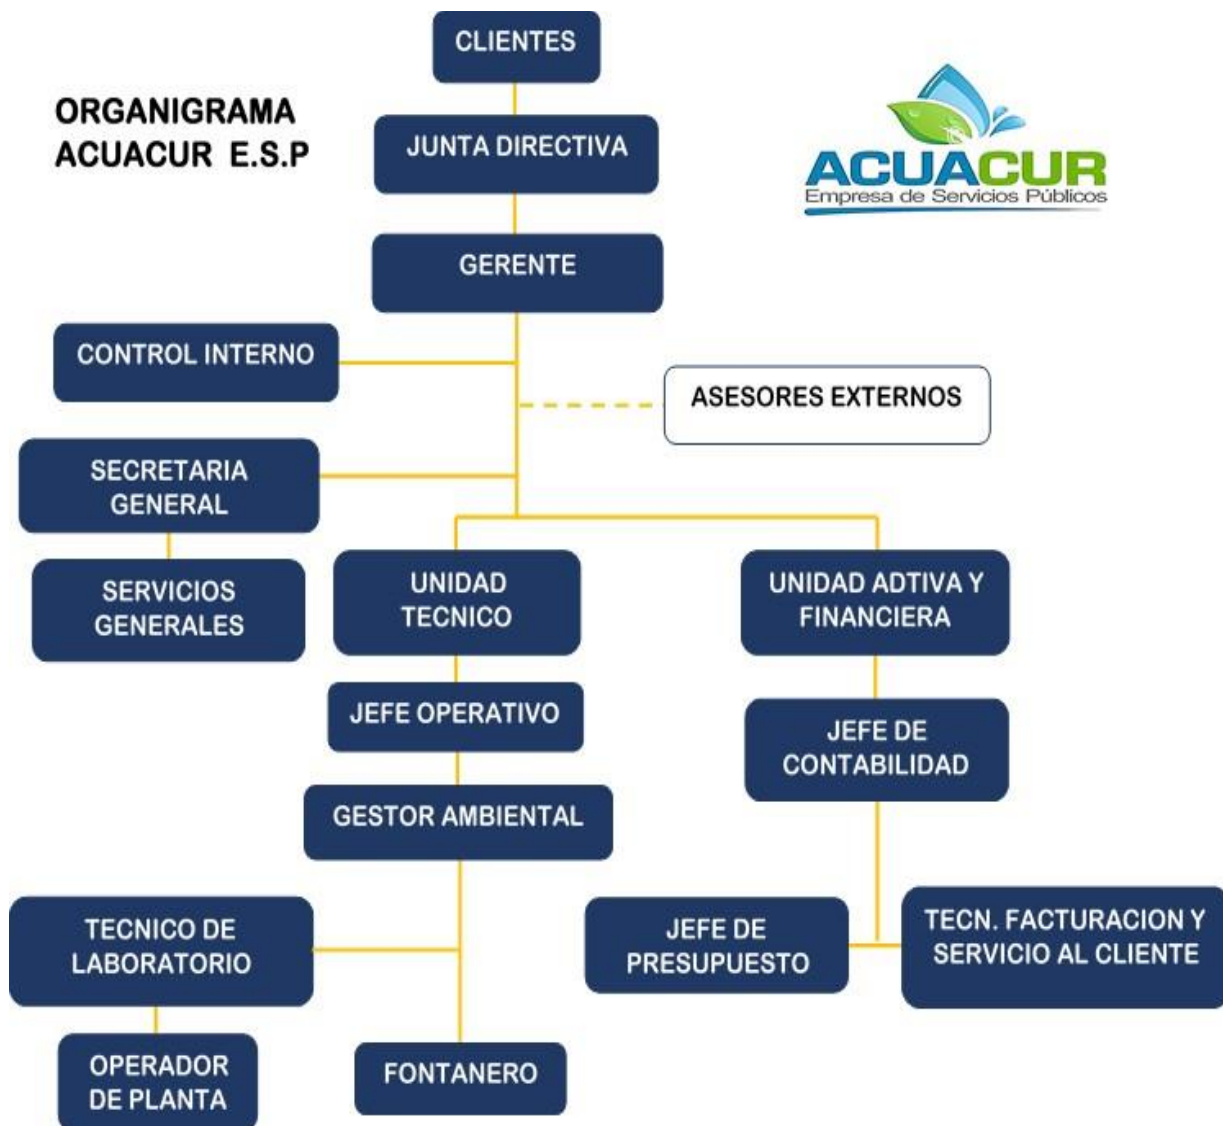 CLIENTES
ORGANIGRAMA
ACUACUR E.S.P
JUNTA DIRECTIVA
ACUACUR
Empresa de Servicios Públicos
GERENTE
CONTROL INTERNO
ASESORES EXTERNOS
SECRETARIA
GENERAL
SERVICIOS
GENERALES
UNIDAD
TECNICO
UNIDAD ADTIVA Y
FINANCIERA
JEFE OPERATIVO
JEFE DE
CONTABILIDAD
GESTOR AMBIENTAL
TECNICO DE
LABORATORIO
JEFE DE
PRESUPUESTO
TECN. FACTURACION Y
SERVICIO AL CLIENTE
OPERADOR
DE PLANTA
FONTANERO